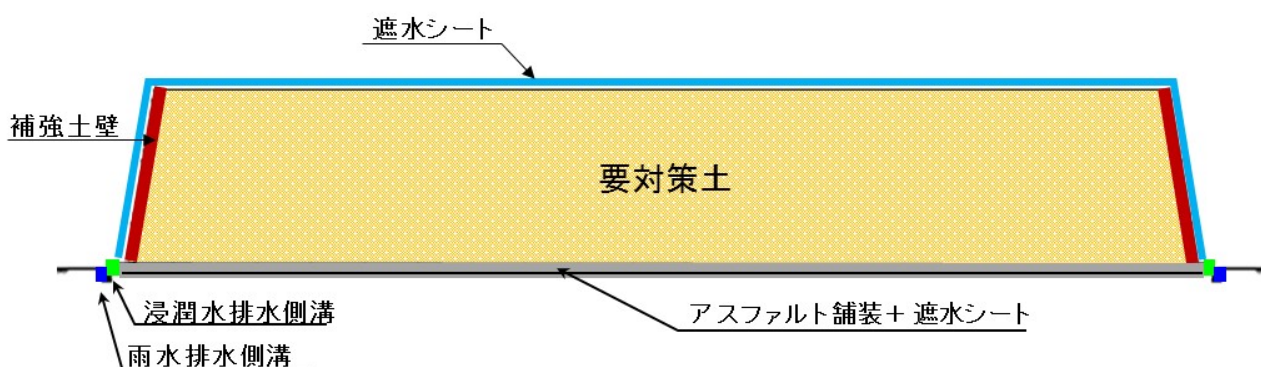 遮水シート
補強土壁
要対策土
浸潤水排水側溝
アスファルト舗装+ 遮水シート
雨水排水側溝